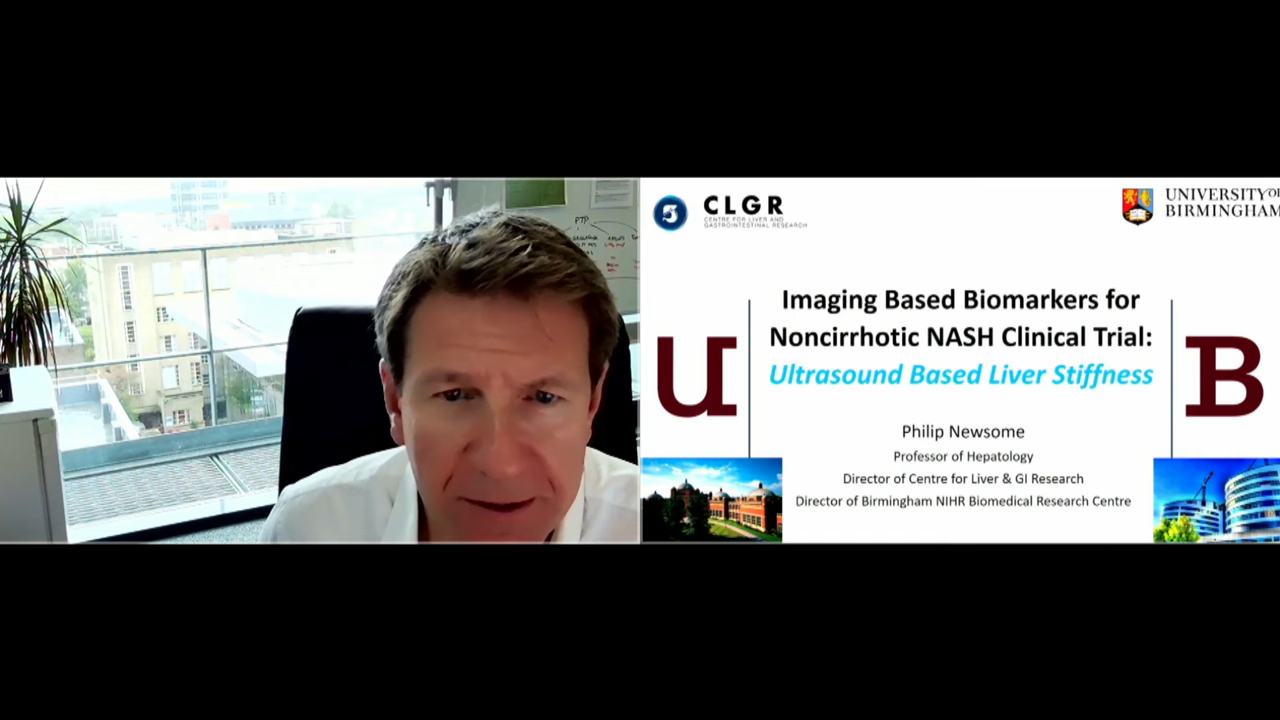 PTP
CLGR
CENTRE FOR LIVER AND
GASTROINTESTINAL RESEARCH
UNIVERSITY OF
BIRMINGHAM
Imaging Based Biomarkers for
Noncirrhotic NASH Clinical Trial:
Ultrasound Based Liver Stiffness
U
B
Philip Newsome
Professor of Hepatology
Director of Centre for Liver & GI Research
Director of Birmingham NIHR Biomedical Research Centre